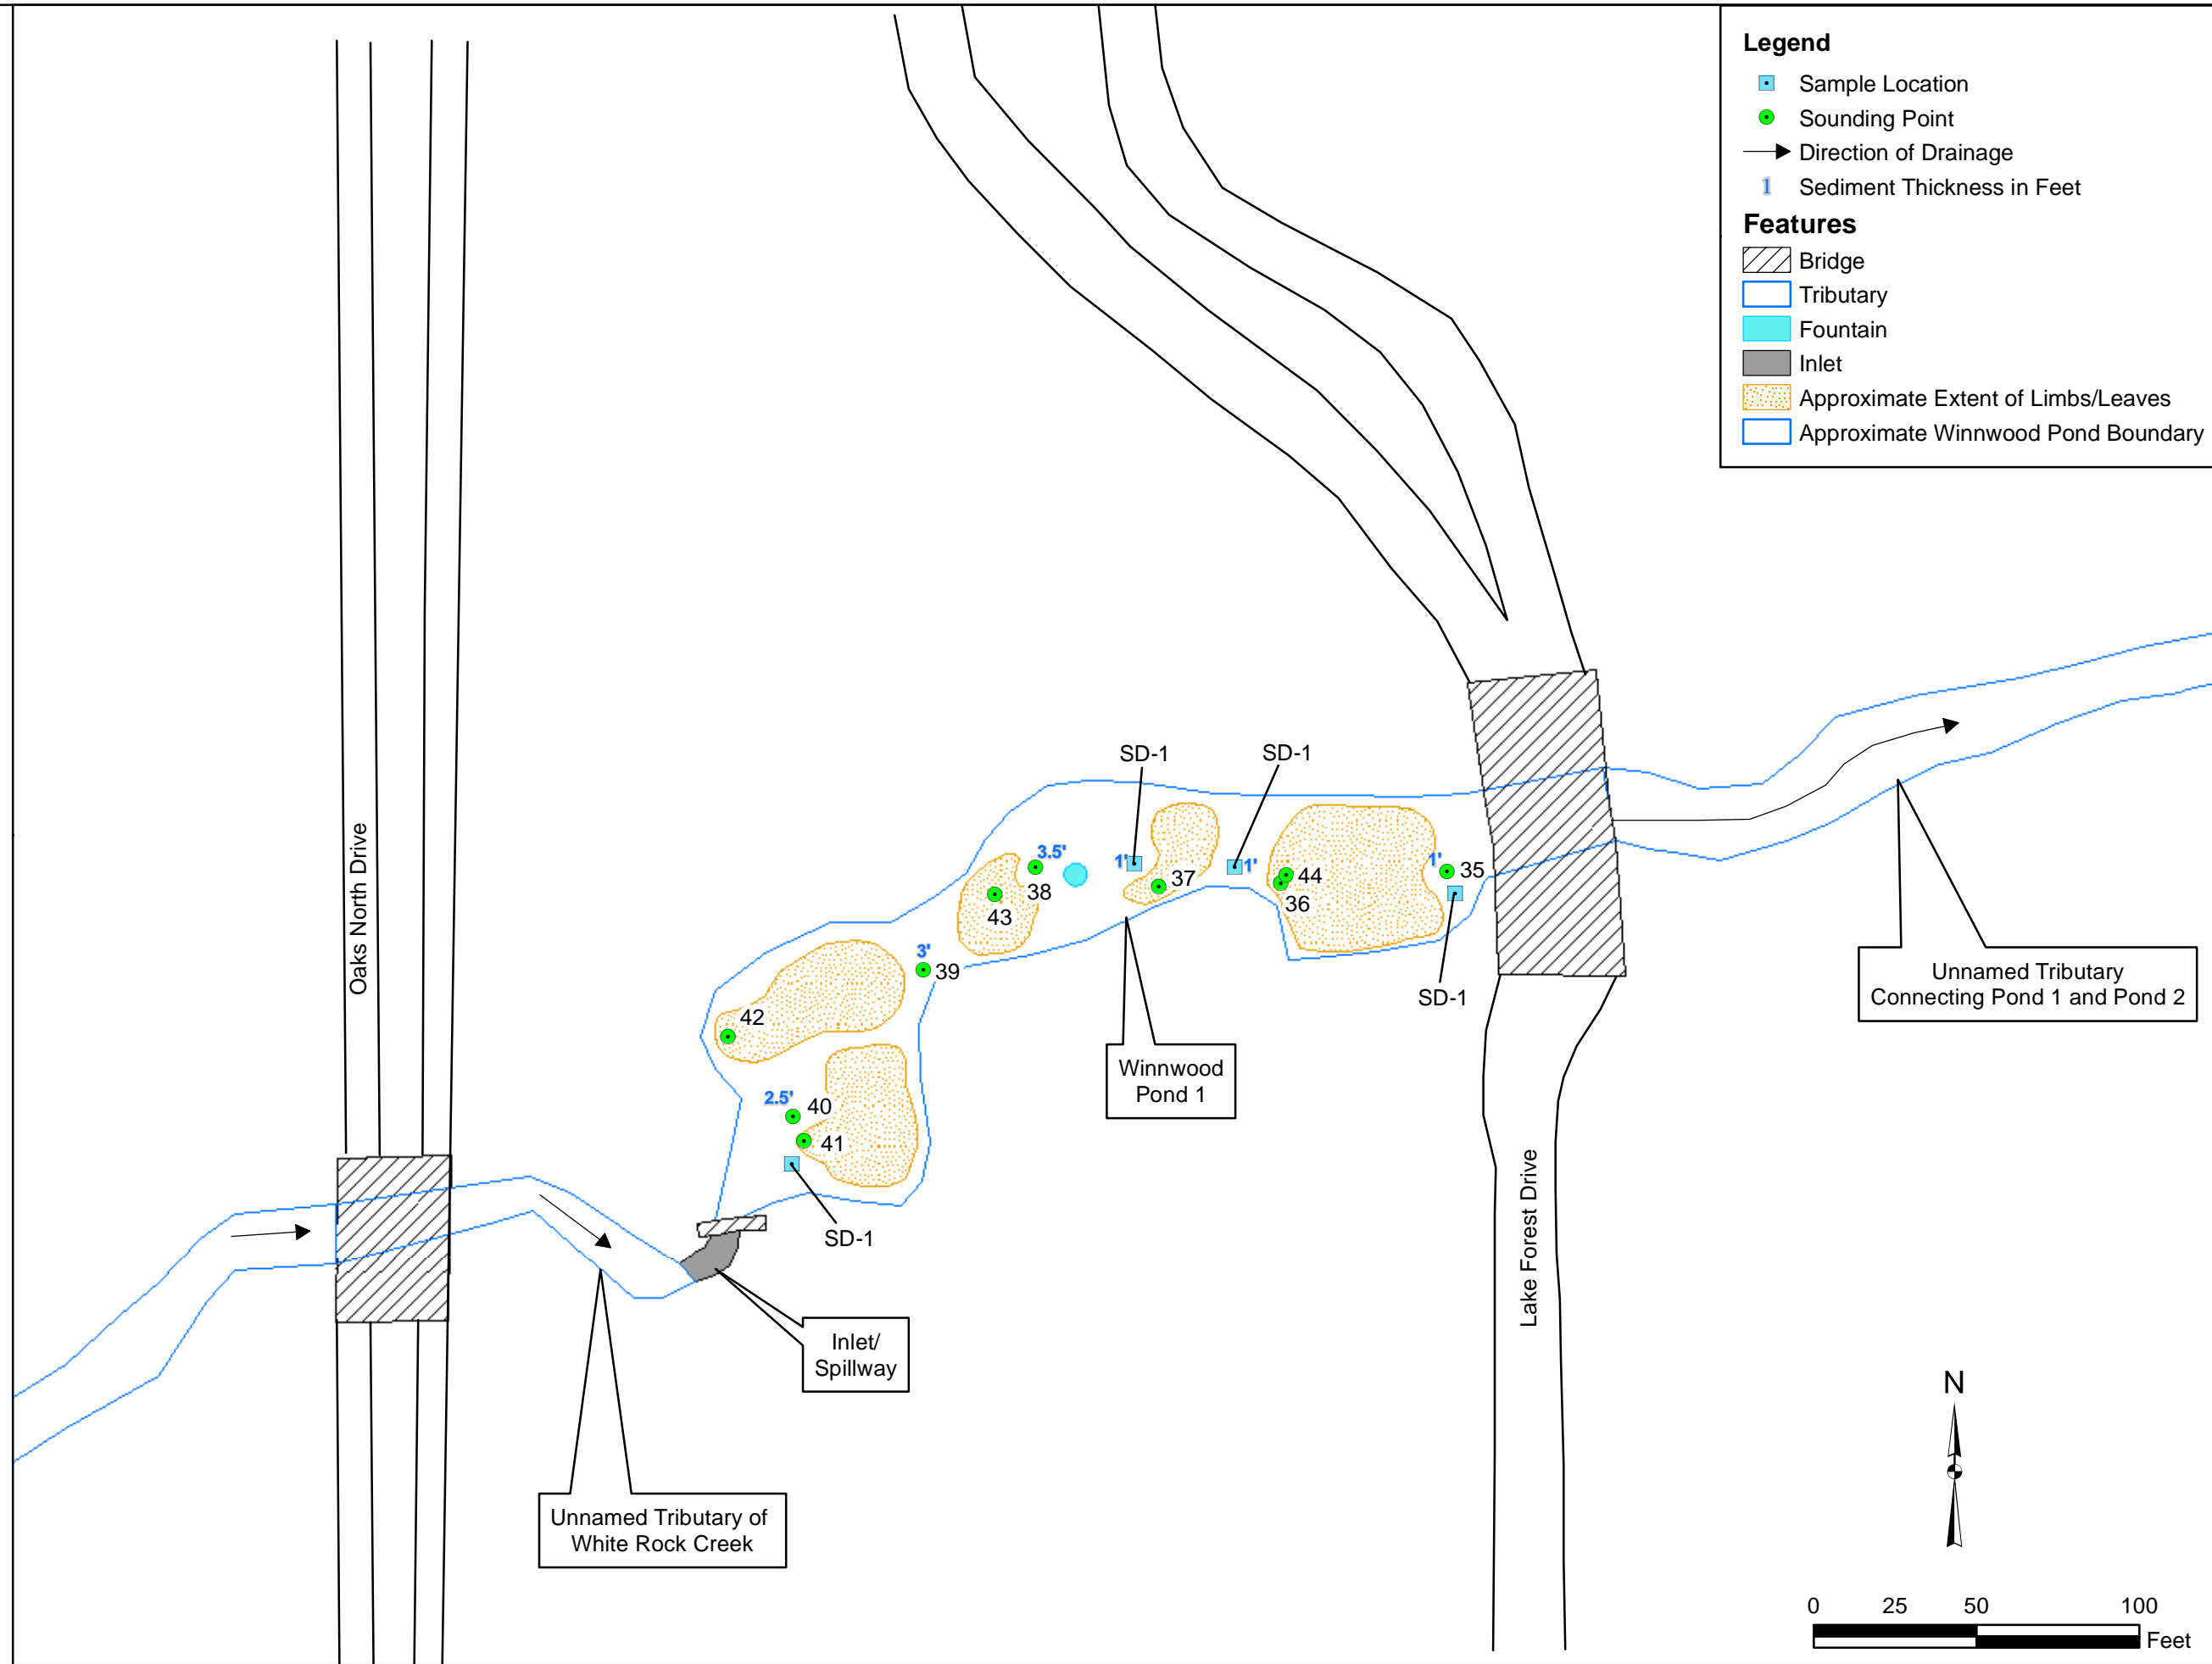 Legend
Sample Location
Sounding Point
Direction of Drainage
1 Sediment Thickness in Feet
Features
Bridge
Tributary
Fountain
Inlet
Approximate Extent of Limbs/Leaves
Approximate Winnwood Pond Boundary
Oaks North Drive
SD-1
SD-1
3.5'
38
43
1'
37
1'
44
36
1'
35
SD-1
3'
39
42
2.5'
40
41
SD-1
Winnwood
Pond 1
Unnamed Tributary
Connecting Pond 1 and Pond 2
Lake Forest Drive
Inlet/
Spillway
Unnamed Tributary of
White Rock Creek
N
0 25 50 100
Feet